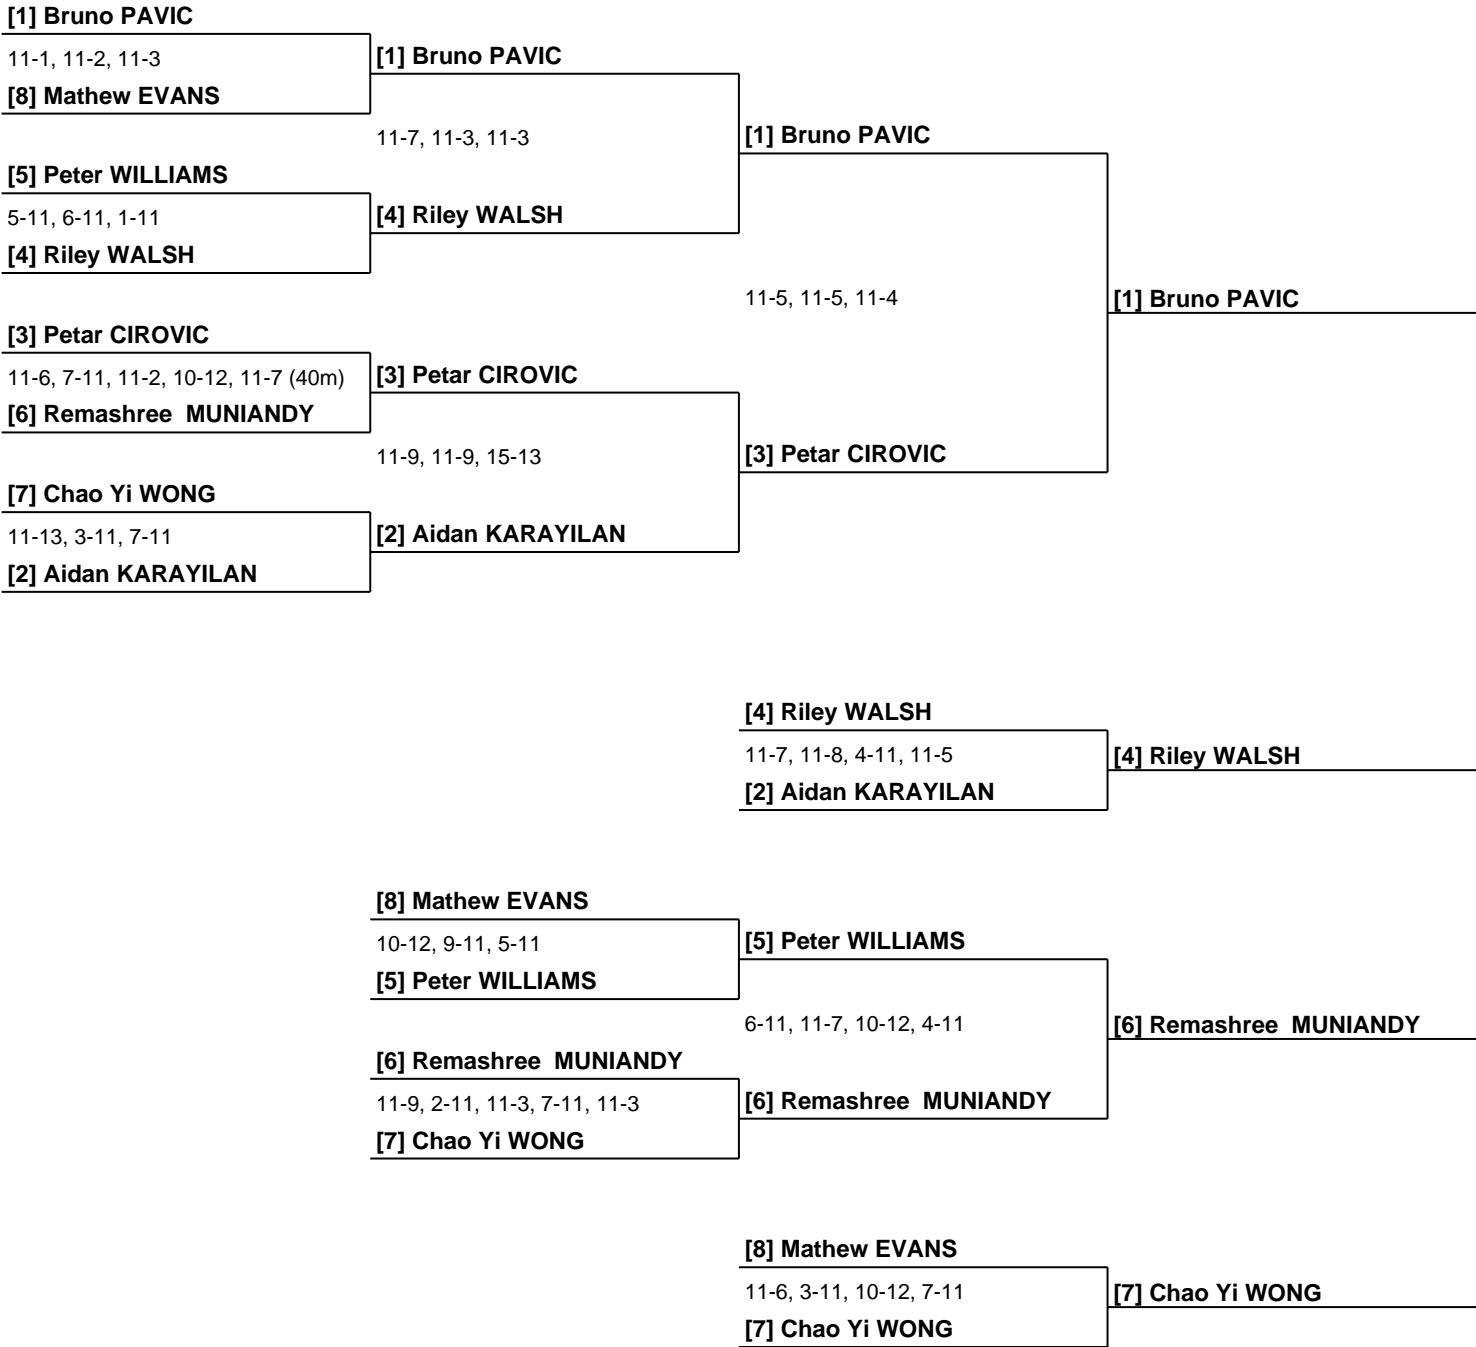 [1] Bruno PAVIC
11-1, 11-2, 11-3
[1] Bruno PAVIC
[8] Mathew EVANS
11-7, 11-3, 11-3
[1] Bruno PAVIC
[5] Peter WILLIAMS
5-11, 6-11, 1-11
[4] Riley WALSH
[4] Riley WALSH
11-5, 11-5, 11-4
[1] Bruno PAVIC
[3] Petar CIROVIC
11-6, 7-11, 11-2, 10-12, 11-7 (40m)
[3] Petar CIROVIC
[6] Remashree  MUNIANDY
11-9, 11-9, 15-13
[3] Petar CIROVIC
[7] Chao Yi WONG
11-13, 3-11, 7-11
[2] Aidan KARAYILAN
[2] Aidan KARAYILAN
[4] Riley WALSH
11-7, 11-8, 4-11, 11-5
[4] Riley WALSH
[2] Aidan KARAYILAN
[8] Mathew EVANS
10-12, 9-11, 5-11
[5] Peter WILLIAMS
[5] Peter WILLIAMS
6-11, 11-7, 10-12, 4-11
[6] Remashree  MUNIANDY
[6] Remashree  MUNIANDY
11-9, 2-11, 11-3, 7-11, 11-3
[6] Remashree  MUNIANDY
[7] Chao Yi WONG
[8] Mathew EVANS
11-6, 3-11, 10-12, 7-11
[7] Chao Yi WONG
[7] Chao Yi WONG